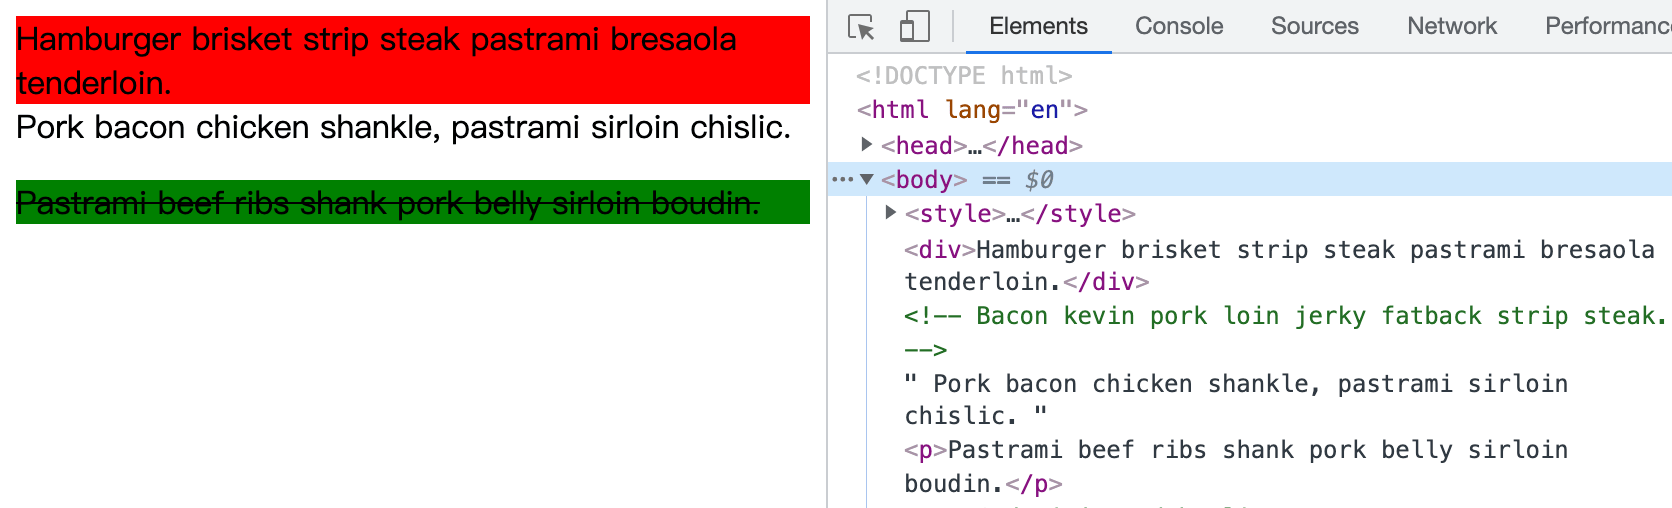 Hamburger brisket strip steak pastrami bresaola
tenderloin.
Pork bacon chicken shankle, pastrami sirloin chislic.
Pastrami beef ribs shank pork belly sirloin boudin.
Elements Console Sources Network Performanc
<!DOCTYPE html>
<html lang="en">
▶<head>…</head>
…▼<body> == $0
▶<style>…</style>
<div>Hamburger brisket strip steak pastrami bresaola
tenderloin.</div>
<!-- Bacon kevin pork loin jerky fatback strip steak.
-->
" Pork bacon chicken shankle, pastrami sirloin
chislic. "
<p>Pastrami beef ribs shank pork belly sirloin
boudin.</p>